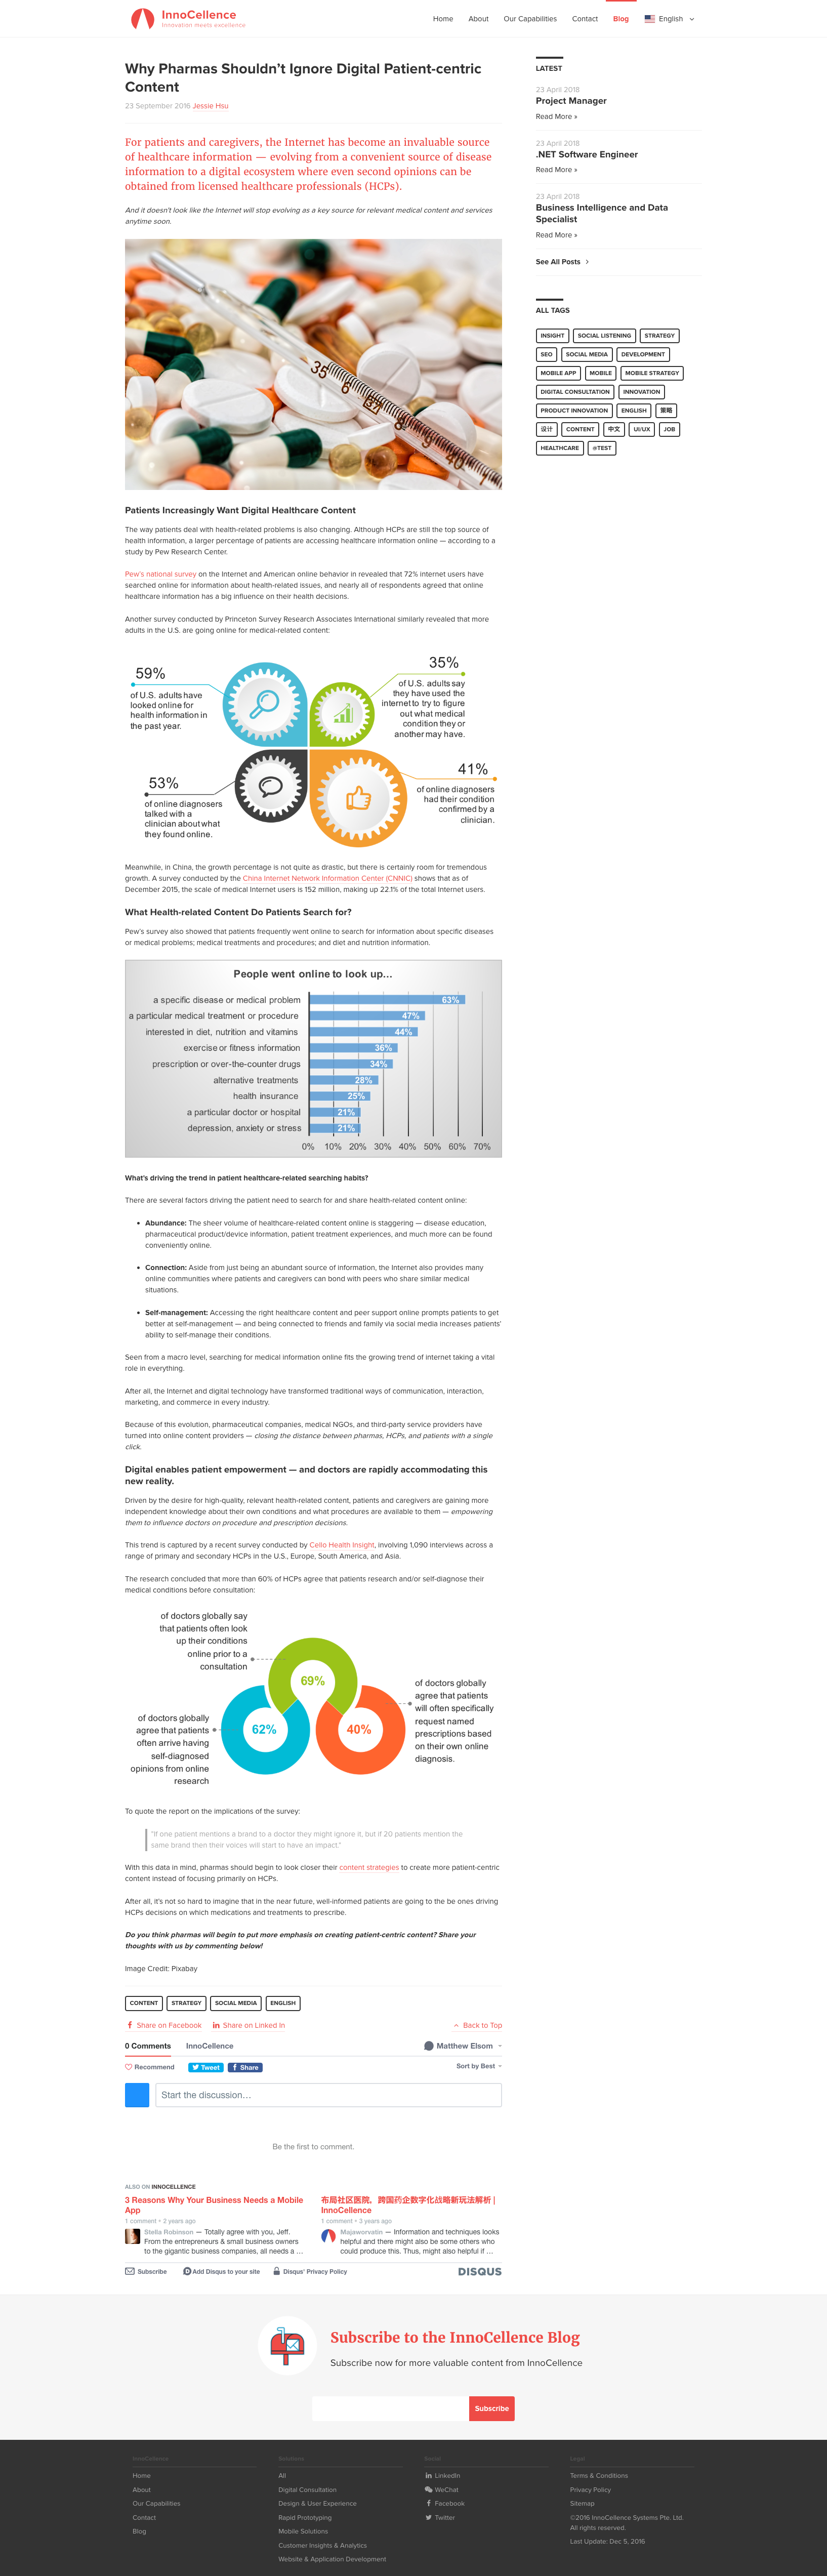 InnoCellence
Innovation meets excellence
Home
About
Our Capabilities
Contact
Blog
English
Why Pharmas Shouldn’t Ignore Digital Patient-centric
Content
23 September 2016 Jessie Hsu
For patients and caregivers, the Internet has become an invaluable source
of healthcare information — evolving from a convenient source of disease
information to a digital ecosystem where even second opinions can be
obtained from licensed healthcare professionals (HCPs).
And it doesn't look like the Internet will stop evolving as a key source for relevant medical content and services
anytime soon.
35
6
37
8
9
40
1
Patients Increasingly Want Digital Healthcare Content
The way patients deal with health-related problems is also changing. Although HCPs are still the top source of
health information, a larger percentage of patients are accessing healthcare information online — according to a
study by Pew Research Center.
Pew’s national survey on the Internet and American online behavior in revealed that 72% internet users have
searched online for information about health-related issues, and nearly all of respondents agreed that online
healthcare information has a big influence on their health decisions.
Another survey conducted by Princeton Survey Research Associates International similarly revealed that more
adults in the U.S. are going online for medical-related content:
59%
of U.S. adults have
looked online for
health information in
the past year.
35%
of U.S. adults say
they have used the
internet to try to figure
out what medical
condition they or
another may have.
53%
of online diagnosers
talked with a
clinician about what
they found online.
41%
of online diagnosers
had their condition
confirmed by a
clinician.
Meanwhile, in China, the growth percentage is not quite as drastic, but there is certainly room for tremendous
growth. A survey conducted by the China Internet Network Information Center (CNNIC) shows that as of
December 2015, the scale of medical Internet users is 152 million, making up 22.1% of the total Internet users.
What Health-related Content Do Patients Search for?
Pew’s survey also showed that patients frequently went online to search for information about specific diseases
or medical problems; medical treatments and procedures; and diet and nutrition information.
People went online to look up...
a specific disease or medical problem 63%
a particular medical treatment or procedure 47%
interested in diet, nutrition and vitamins 44%
exercise or fitness information 36%
prescription or over-the-counter drugs 34%
alternative treatments 28%
health insurance 25%
a particular doctor or hospital 21%
depression, anxiety or stress 21%
0% 10% 20% 30% 40% 50% 60% 70%
What’s driving the trend in patient healthcare-related searching habits?
There are several factors driving the patient need to search for and share health-related content online:
• Abundance: The sheer volume of healthcare-related content online is staggering — disease education,
pharmaceutical product/device information, patient treatment experiences, and much more can be found
conveniently online.
• Connection: Aside from just being an abundant source of information, the Internet also provides many
online communities where patients and caregivers can bond with peers who share similar medical
situations.
• Self-management: Accessing the right healthcare content and peer support online prompts patients to get
better at self-management — and being connected to friends and family via social media increases patients’
ability to self-manage their conditions.
Seen from a macro level, searching for medical information online fits the growing trend of internet taking a vital
role in everything.
After all, the Internet and digital technology have transformed traditional ways of communication, interaction,
marketing, and commerce in every industry.
Because of this evolution, pharmaceutical companies, medical NGOs, and third-party service providers have
turned into online content providers — closing the distance between pharmas, HCPs, and patients with a single
click.
Digital enables patient empowerment — and doctors are rapidly accommodating this
new reality.
Driven by the desire for high-quality, relevant health-related content, patients and caregivers are gaining more
independent knowledge about their own conditions and what procedures are available to them — empowering
them to influence doctors on procedure and prescription decisions.
This trend is captured by a recent survey conducted by Cello Health Insight, involving 1,090 interviews across a
range of primary and secondary HCPs in the U.S., Europe, South America, and Asia.
The research concluded that more than 60% of HCPs agree that patients research and/or self-diagnose their
medical conditions before consultation:
of doctors globally say
that patients often look
up their conditions
online prior to a
consultation
69%
of doctors globally
agree that patients
will often specifically
request named
prescriptions based
on their own online
diagnosis.
40%
62%
of doctors globally
agree that patients
often arrive having
self-diagnosed
opinions from online
research
To quote the report on the implications of the survey:
"If one patient mentions a brand to a doctor they might ignore it, but if 20 patients mention the
same brand then their voices will start to have an impact."
With this data in mind, pharmas should begin to look closer their content strategies to create more patient-centric
content instead of focusing primarily on HCPs.
After all, it’s not so hard to imagine that in the near future, well-informed patients are going to the be ones driving
HCPs decisions on which medications and treatments to prescribe.
Do you think pharmas will begin to put more emphasis on creating patient-centric content? Share your
thoughts with us by commenting below!
Image Credit: Pixabay
CONTENT
STRATEGY
SOCIAL MEDIA
ENGLISH
Share on Facebook
Share on Linked In
Back to Top
0 Comments
InnoCellence
Matthew Elsom
Recommend
Tweet
Share
Sort by Best
Start the discussion…
Be the first to comment.
ALSO ON INNOCELLENCE
3 Reasons Why Your Business Needs a Mobile
App
1 comment • 2 years ago
Stella Robinson — Totally agree with you, Jeff.
From the entrepreneurs & small business owners
to the gigantic business companies, all needs a …
布局社区医院，跨国药企数字化战略新玩法解析 |
InnoCellence
1 comment • 3 years ago
Majaworvatin — Information and techniques looks
helpful and there might also be some others who
could produce this. Thus, might also helpful if …
Subscribe
Add Disqus to your site
Disqus' Privacy Policy
DISQUS
LATEST
23 April 2018
Project Manager
Read More »
23 April 2018
.NET Software Engineer
Read More »
23 April 2018
Business Intelligence and Data
Specialist
Read More »
See All Posts
ALL TAGS
INSIGHT
SOCIAL LISTENING
STRATEGY
SEO
SOCIAL MEDIA
DEVELOPMENT
MOBILE APP
MOBILE
MOBILE STRATEGY
DIGITAL CONSULTATION
INNOVATION
PRODUCT INNOVATION
ENGLISH
策略
设计
CONTENT
中文
UI/UX
JOB
HEALTHCARE
#TEST
Subscribe to the InnoCellence Blog
Subscribe now for more valuable content from InnoCellence
Subscribe
InnoCellence
Home
About
Our Capabilities
Contact
Blog
Solutions
All
Digital Consultation
Design & User Experience
Rapid Prototyping
Mobile Solutions
Customer Insights & Analytics
Website & Application Development
Social
LinkedIn
WeChat
Facebook
Twitter
Legal
Terms & Conditions
Privacy Policy
Sitemap
©2016 InnoCellence Systems Pte. Ltd.
All rights reserved.
Last Update: Dec 5, 2016